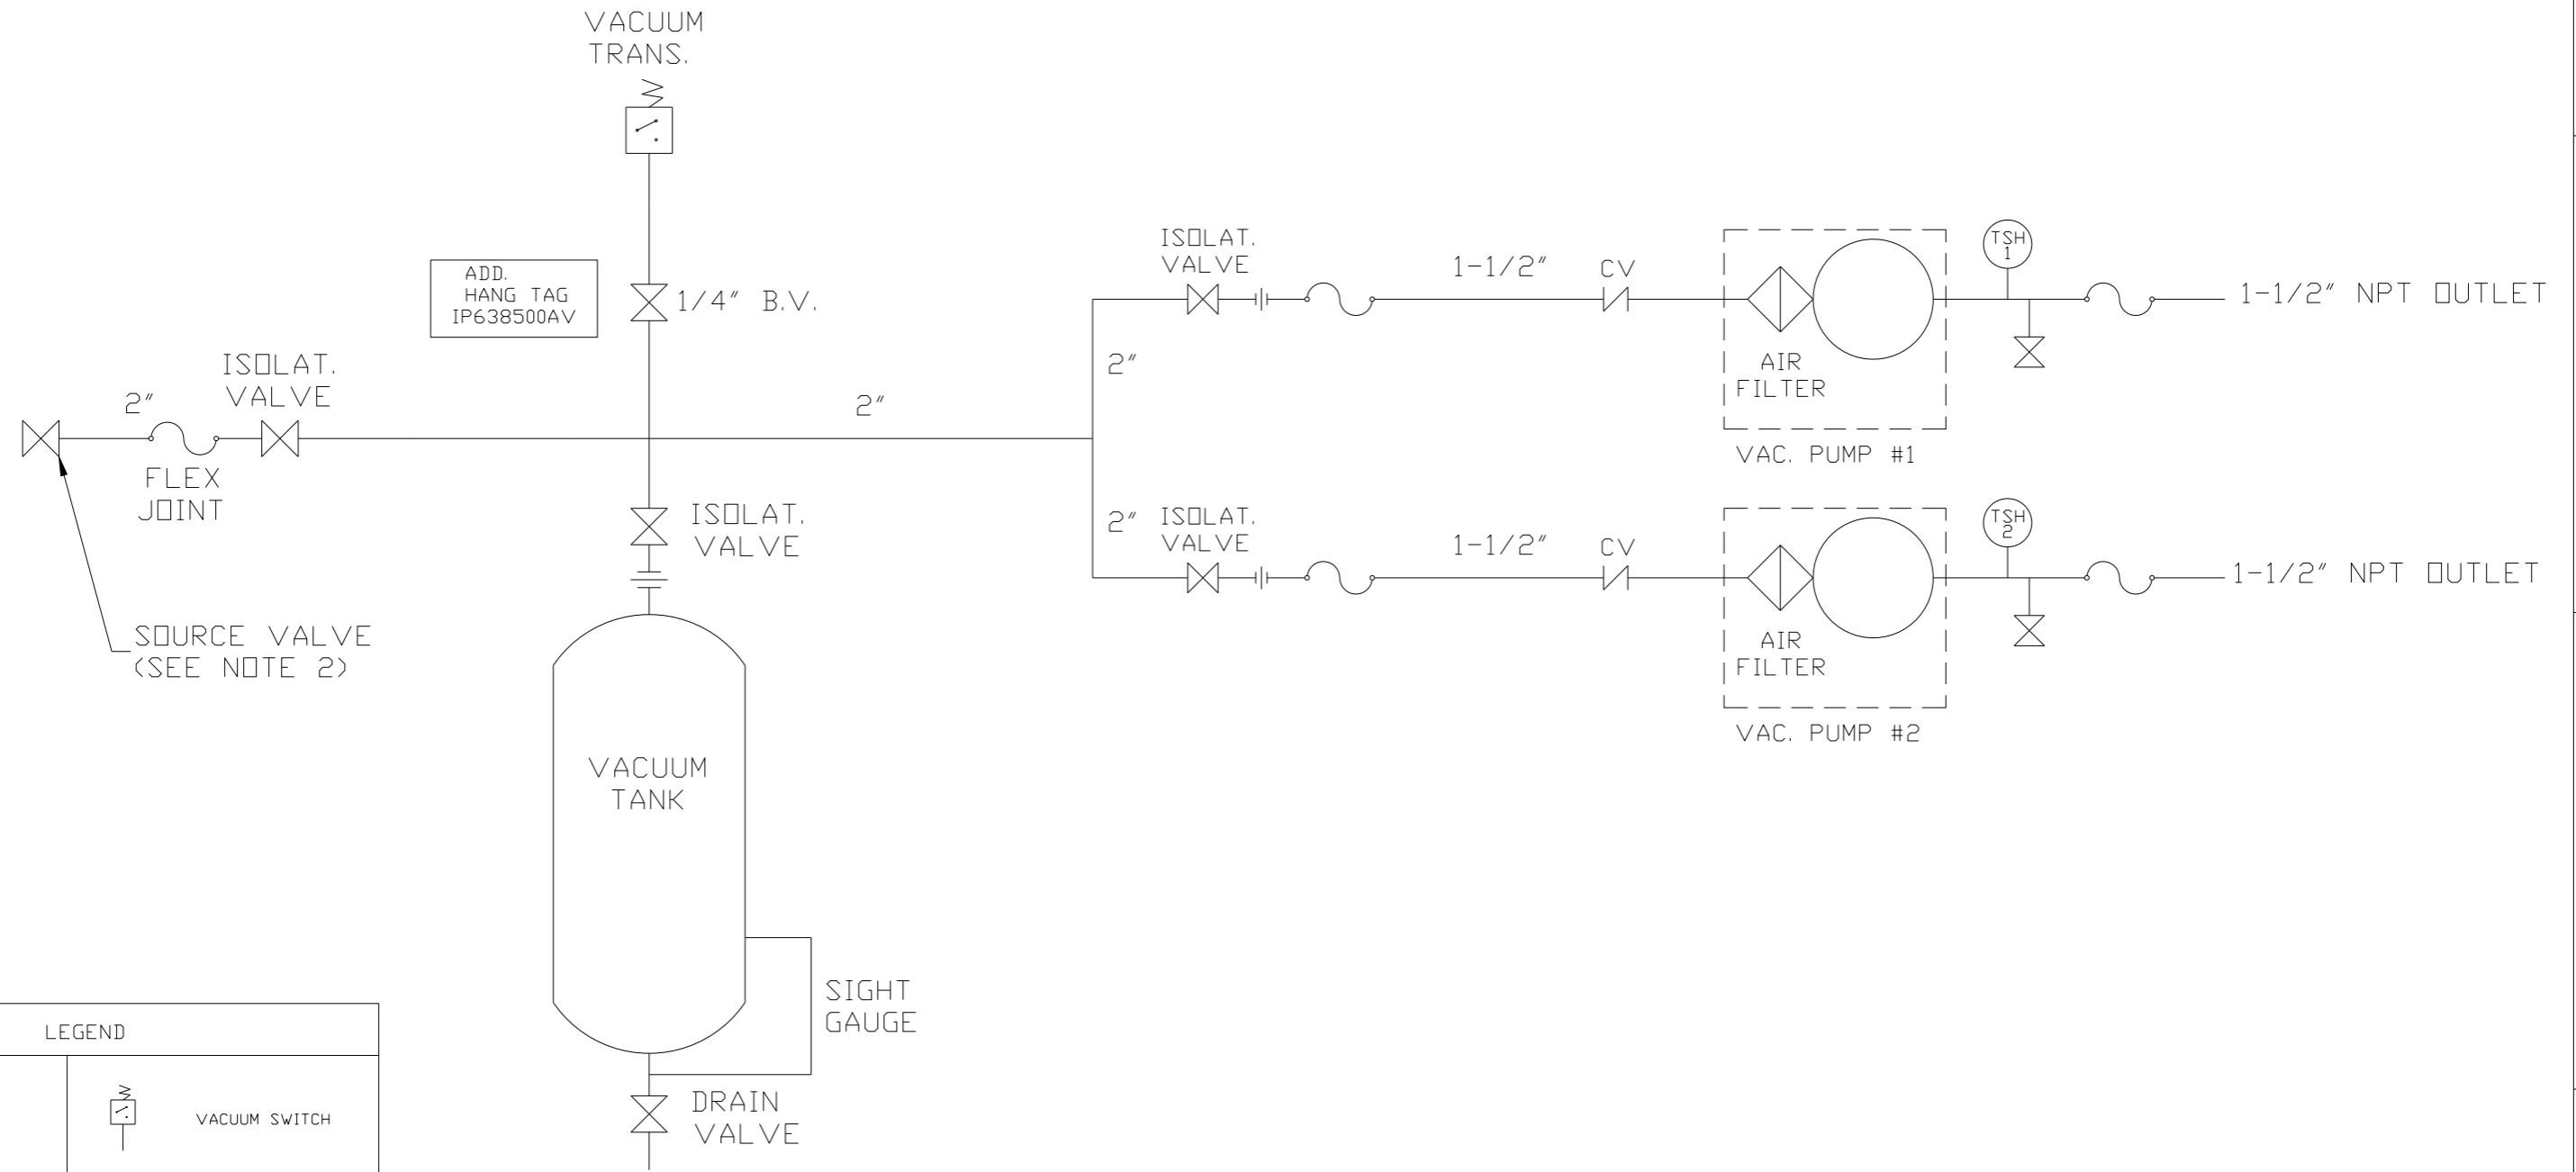 VACUUM
TRANS.
ADD.
HANG TAG
IP638500AV
1/4" B.V.
ISOLAT.
VALVE
2"
FLEX
JOINT
SOURCE VALVE
(SEE NOTE 2)
2"
ISOLAT.
VALVE
VACUUM
TANK
SIGHT
GAUGE
DRAIN
VALVE
2"
ISOLAT.
VALVE
1-1/2"
CV
AIR
FILTER
VAC. PUMP #1
TSH
1
1-1/2" NPT OUTLET
2"
ISOLAT.
VALVE
1-1/2"
CV
AIR
FILTER
VAC. PUMP #2
TSH
2
1-1/2" NPT OUTLET
LEGEND
VACUUM SWITCH